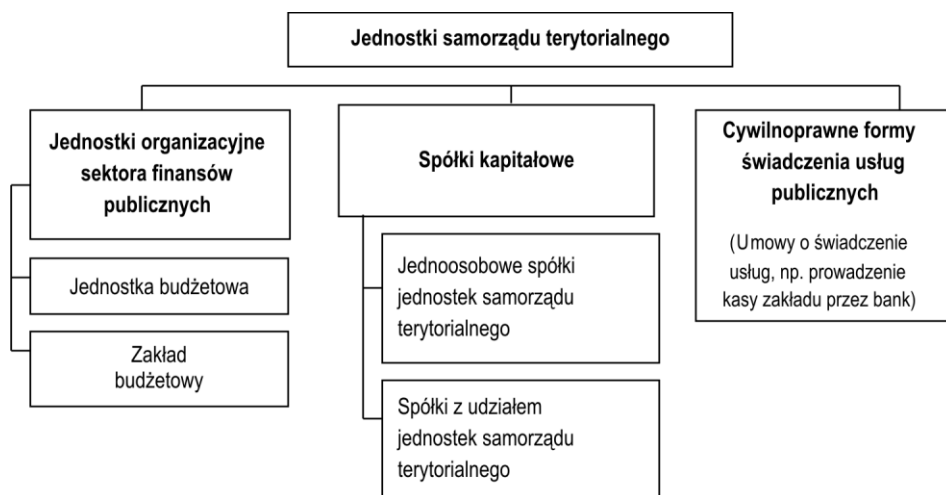 Jednostki samorządu terytorialnego
Jednostki organizacyjne
sektora finansów
publicznych
Jednostka budżetowa
Zakład
budżetowy
Spółki kapitałowe
Jednoosobowe spółki
jednostek samorządu
terytorialnego
Spółki z udziałem
jednostek samorządu
terytorialnego
Cywilnoprawne formy
świadczenia usług
publicznych
(Umowy o świadczenie
usług, np. prowadzenie
kasy zakładu przez bank)